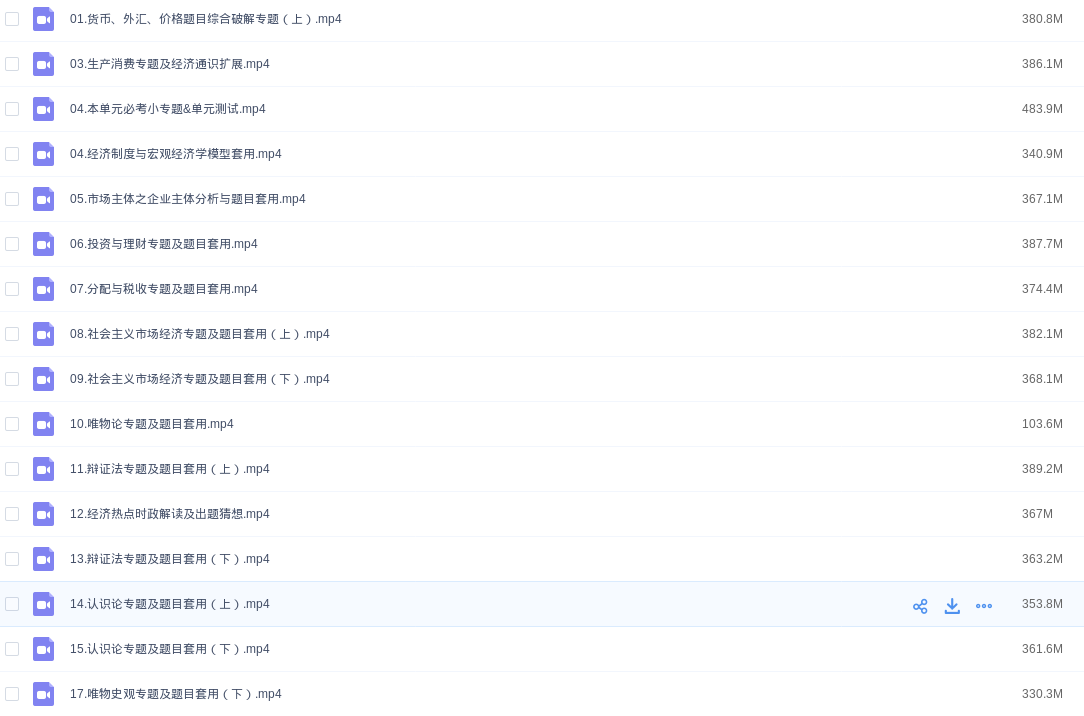 01.货币、外汇、价格题目综合破解专题（上）.mp4 380.8M
03.生产消费专题及经济通识扩展.mp4 386.1M
04.本单元必考小专题&单元测试.mp4 483.9M
04.经济制度与宏观经济学模型套用.mp4 340.9M
05.市场主体之企业主体分析与题目套用.mp4 367.1M
06.投资与理财专题及题目套用.mp4 387.7M
07.分配与税收专题及题目套用.mp4 374.4M
08.社会主义市场经济专题及题目套用（上）.mp4 382.1M
09.社会主义市场经济专题及题目套用（下）.mp4 368.1M
10.唯物论专题及题目套用.mp4 103.6M
11.辩证法专题及题目套用（上）.mp4 389.2M
12.经济热点时政解读及出题猜想.mp4 367M
13.辩证法专题及题目套用（下）.mp4 363.2M
14.认识论专题及题目套用（上）.mp4 353.8M
15.认识论专题及题目套用（下）.mp4 361.6M
17.唯物史观专题及题目套用（下）.mp4 330.3M